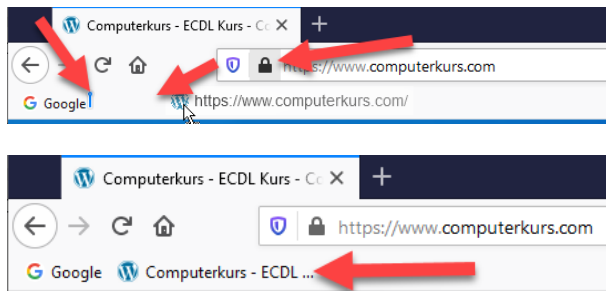 Computerkurs - ECDL Kurs - Co
https://www.computerkurs.com
Google
https://www.computerkurs.com/
Computerkurs - ECDL Kurs - Co
https://www.computerkurs.com
Google Computerkurs - ECDL ...